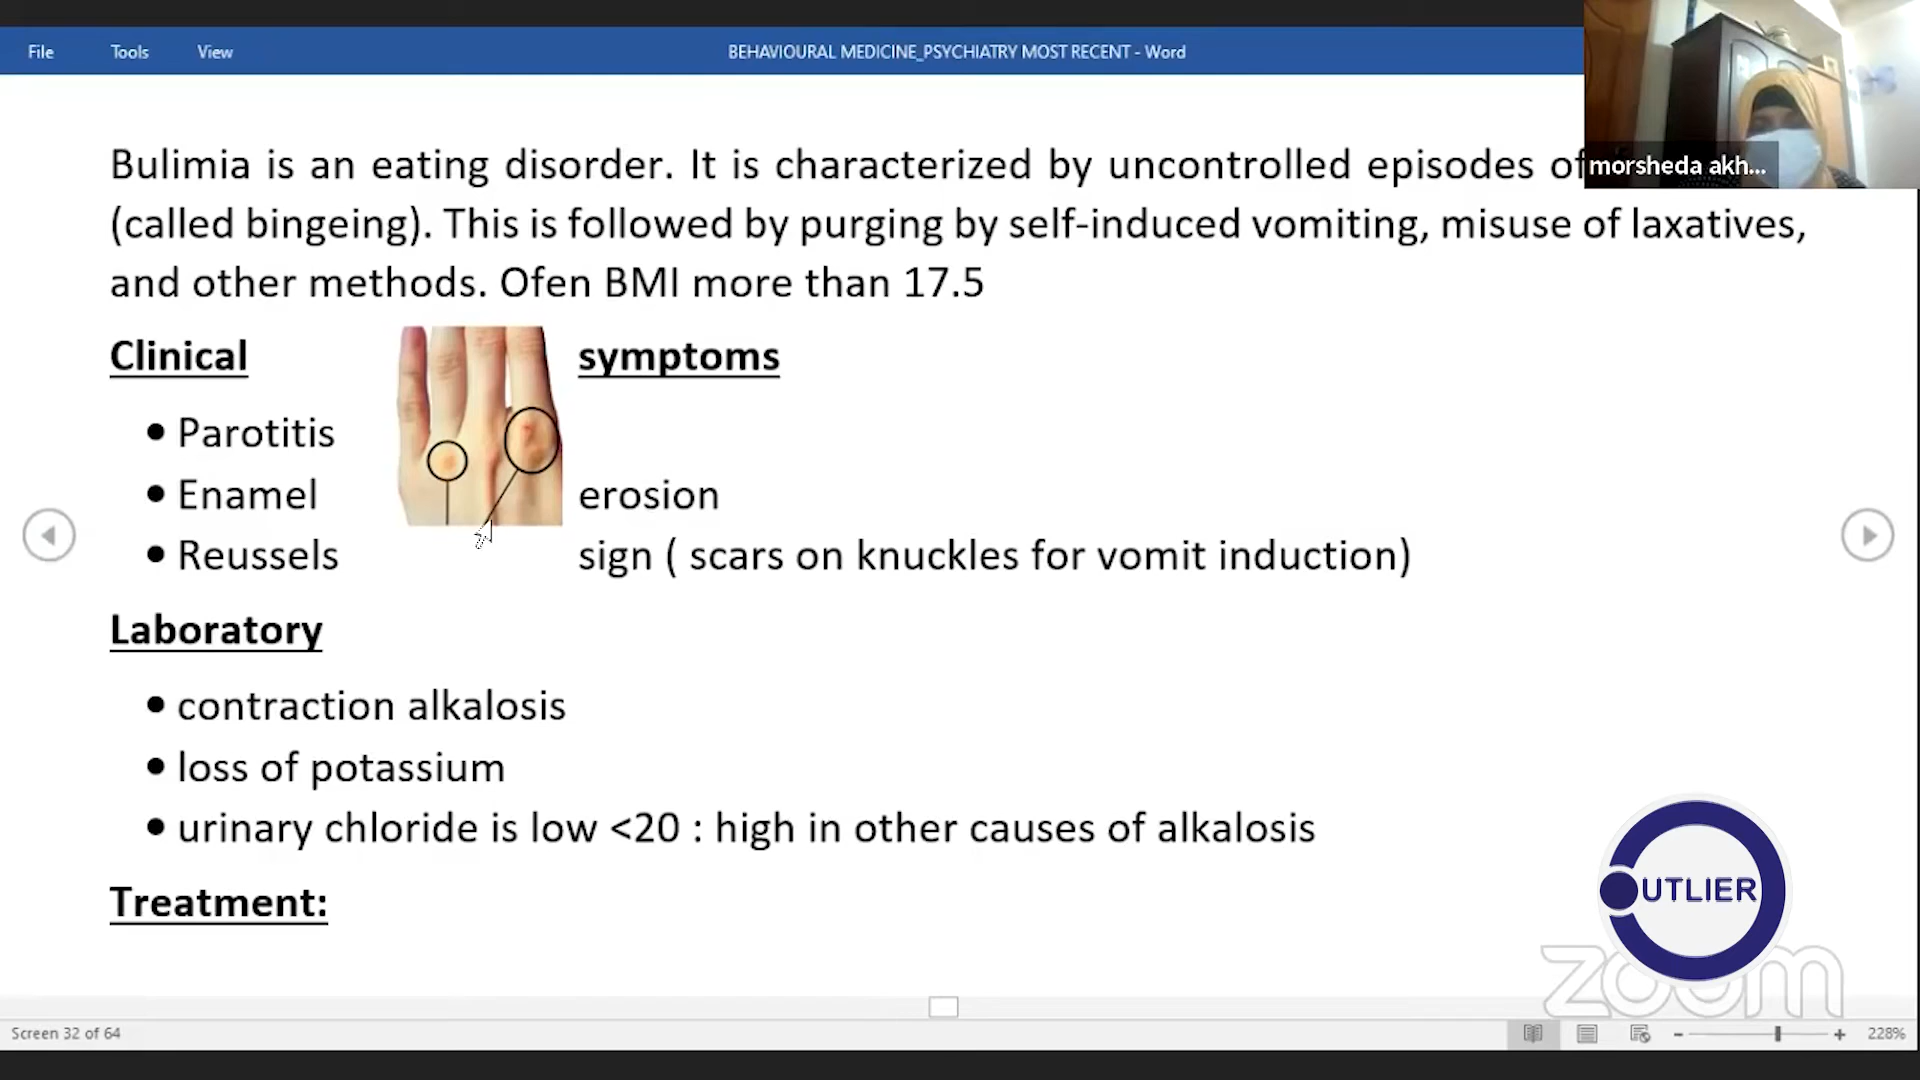 File Tools View BEHAVIOURAL MEDICINE_PSYCHIATRY MOST RECENT - Word
Bulimia is an eating disorder. It is characterized by uncontrolled episodes of
morsheda akh...
(called bingeing). This is followed by purging by self-induced vomiting, misuse of laxatives,
and other methods. Ofen BMI more than 17.5
Clinical symptoms
• Parotitis
• Enamel erosion
• Reussels sign ( scars on knuckles for vomit induction)
Laboratory
• contraction alkalosis
• loss of potassium
• urinary chloride is low <20 : high in other causes of alkalosis
Treatment:
OUTLIER
zoom
Screen 32 of 64 228%